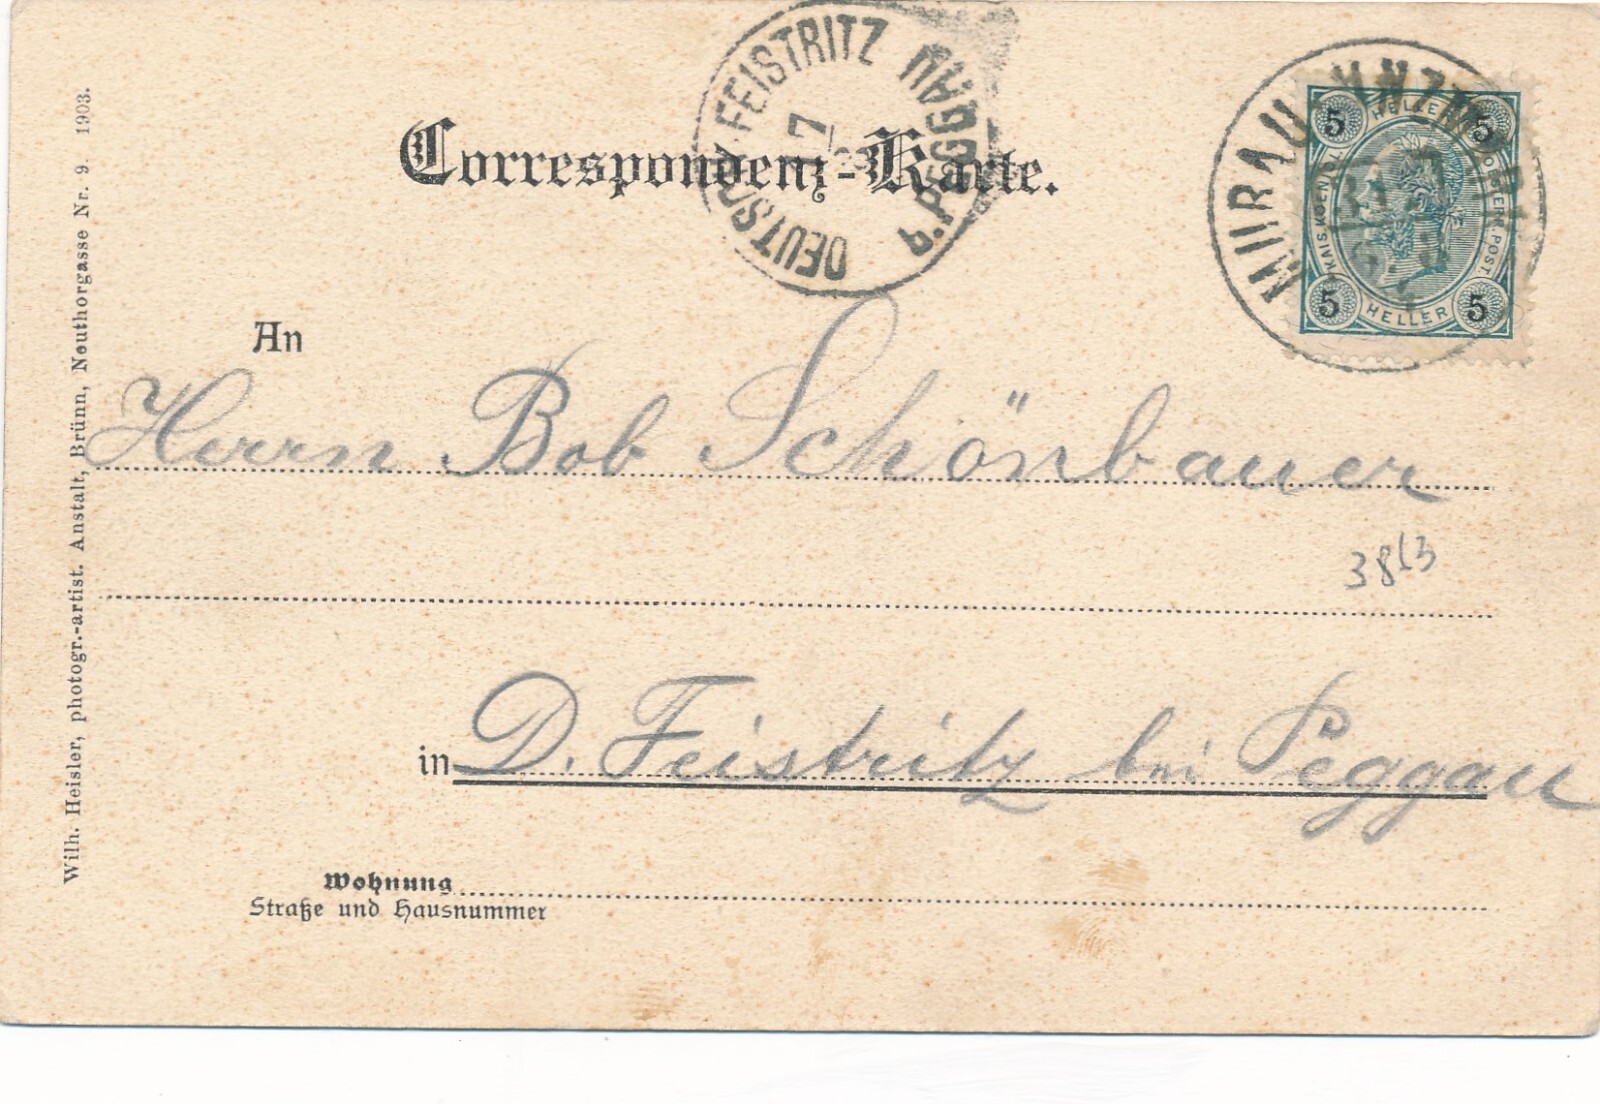 DEUTSCH-FEISTRITZ b. PEGGAU
17
Correspondenz-Karte.
5 HELLER 5
KAIS. KOENIGL. OESTERR. POST.
5 HELLER 5
An
Herrn Bob Schönbauer
3813
in D. Feistritz bei Peggau
Wohnung
Straße und Hausnummer
Wilh. Heisler, photogr.-artist. Anstalt, Brünn, Neuthorgasse Nr. 9. 1903.